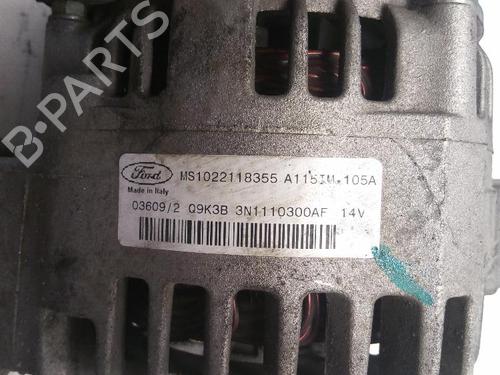 B-PARTS
Ford
Made in Italy
MS1022118355 A115IM 105A
03609/2 Q9K3B 3N1110300AF 14V